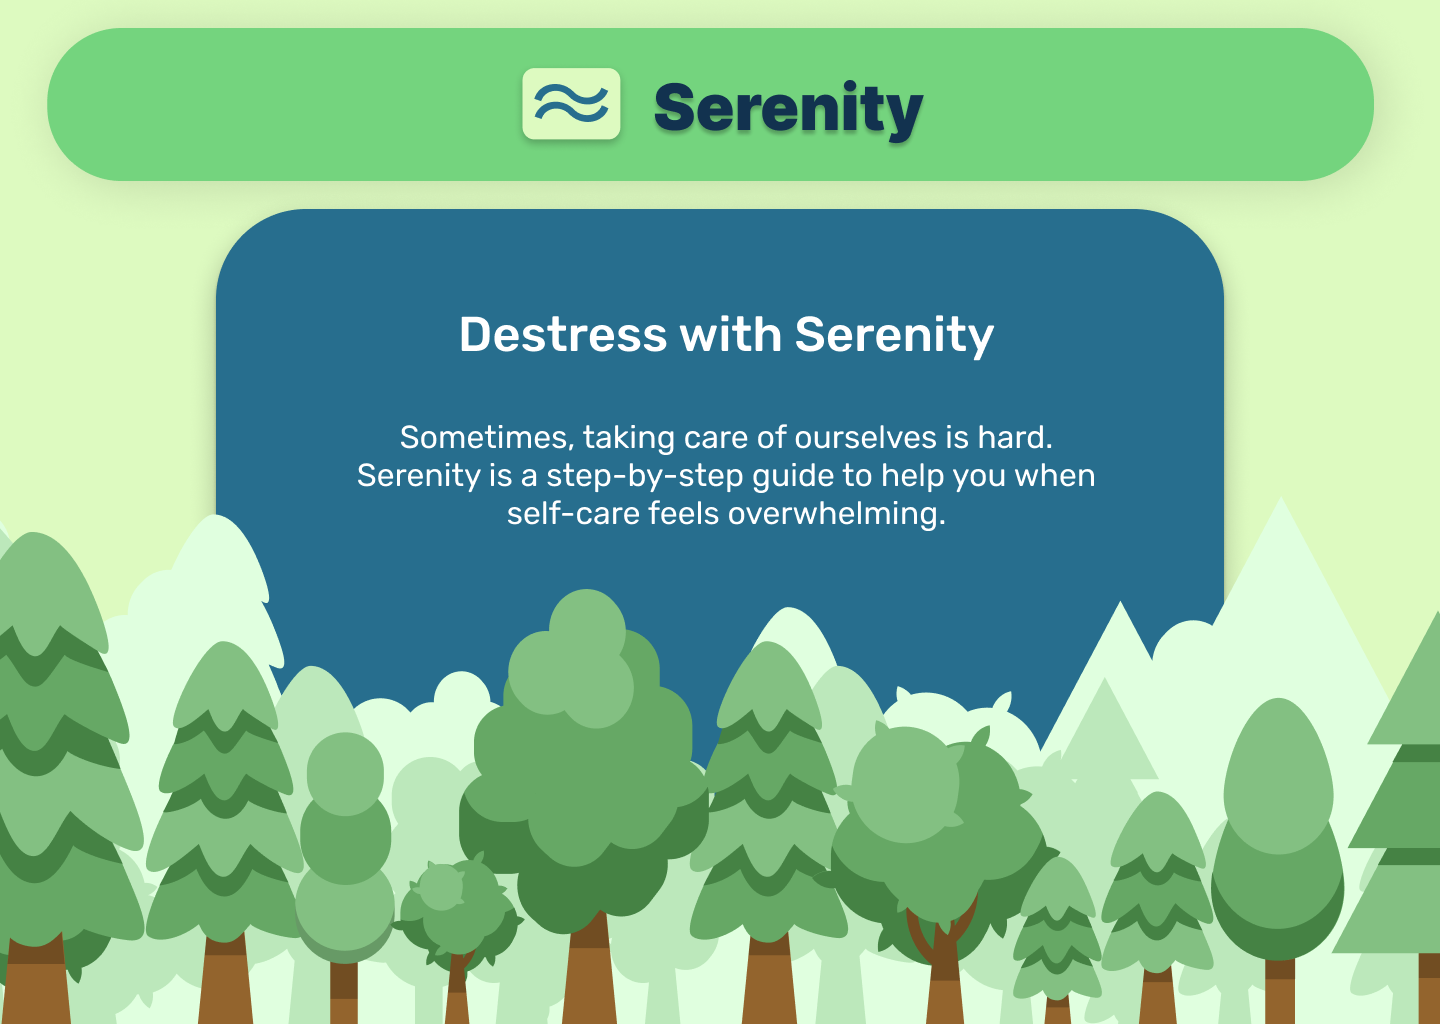 Serenity
Destress with Serenity
Sometimes, taking care of ourselves is hard.
Serenity is a step-by-step guide to help you when
self-care feels overwhelming.